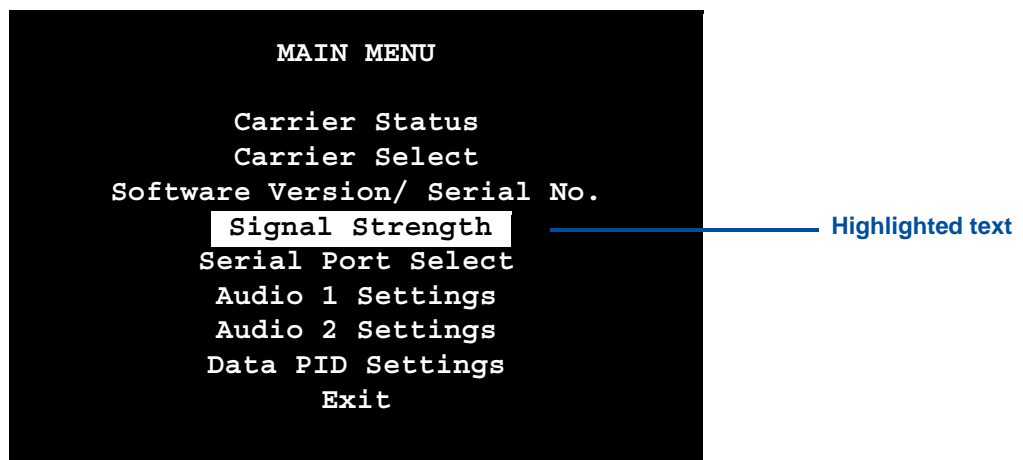 MAIN MENU
Carrier Status
Carrier Select
Software Version/ Serial No.
Signal Strength
Highlighted text
Serial Port Select
Audio 1 Settings
Audio 2 Settings
Data PID Settings
Exit